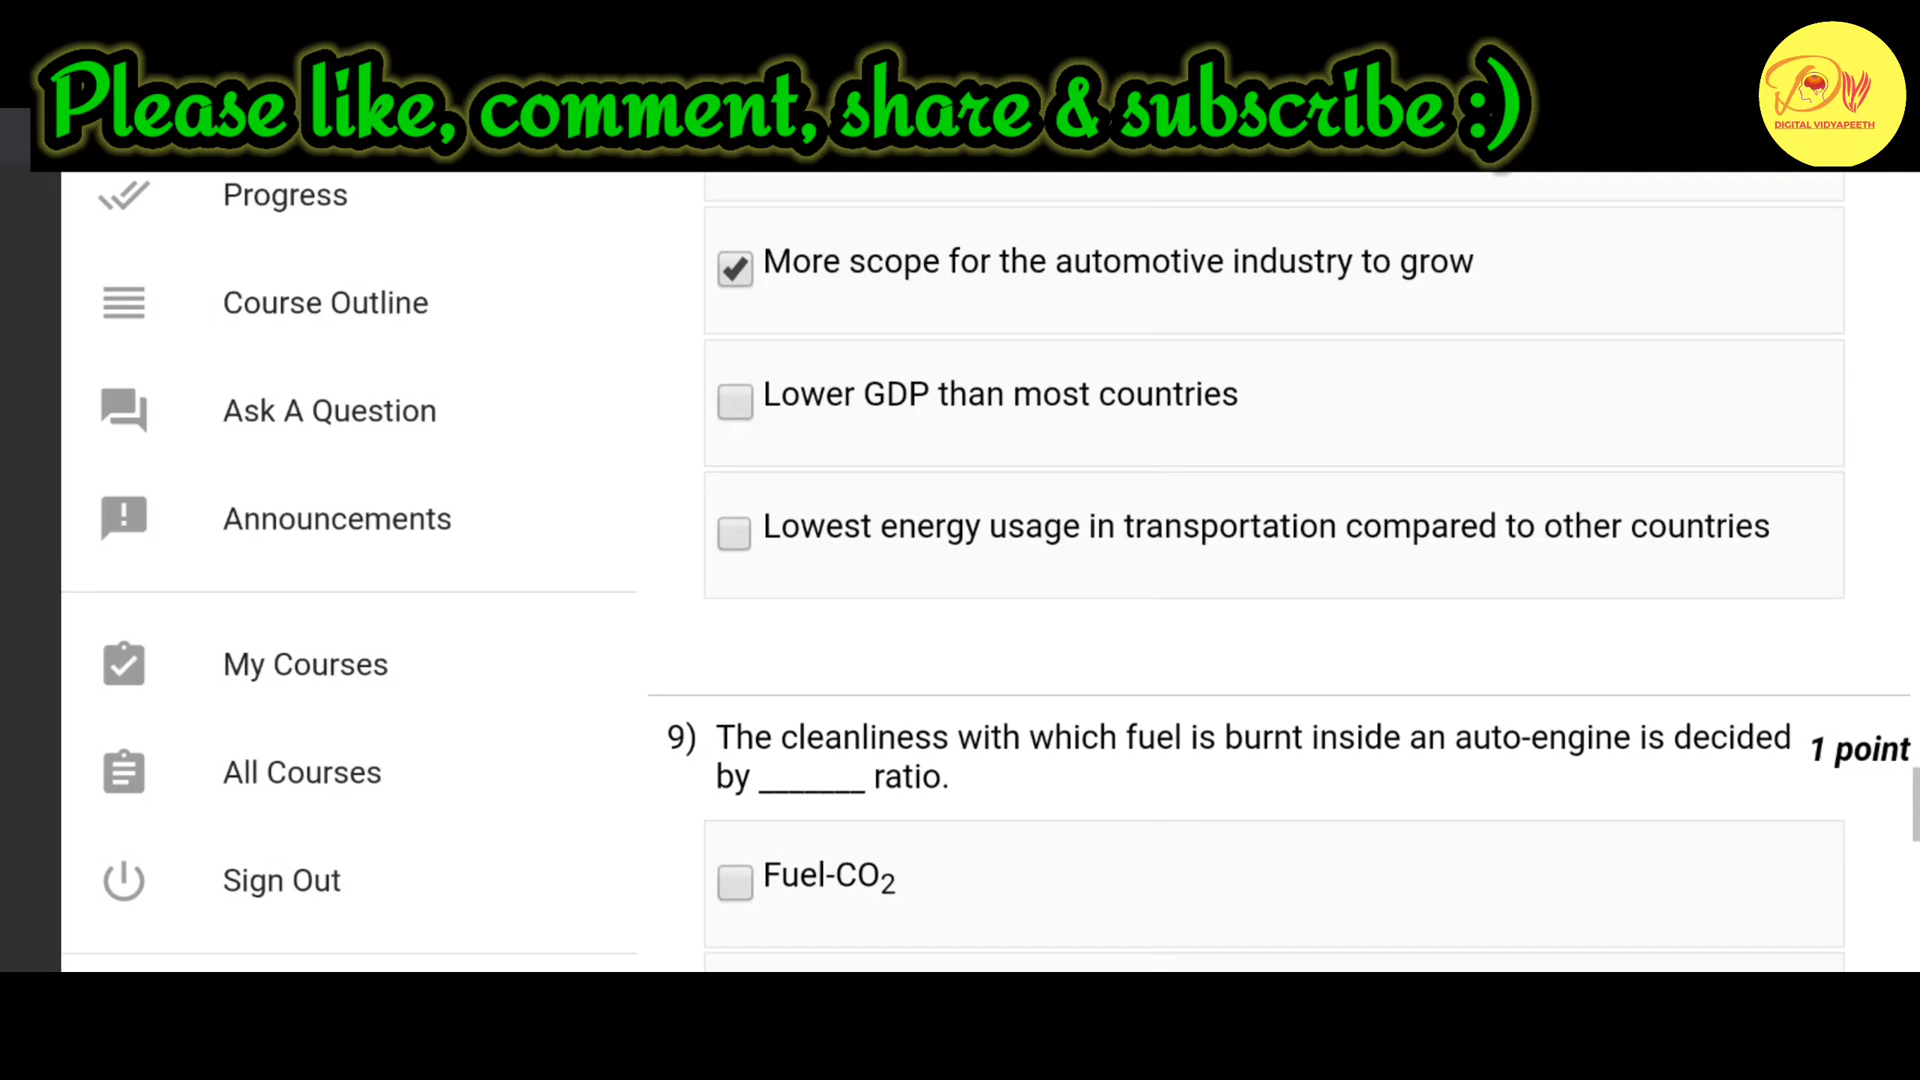 Please like, comment, share & subscribe :)
DIGITAL VIDYAPEETH
Progress
Course Outline
Ask A Question
Announcements
My Courses
All Courses
Sign Out
More scope for the automotive industry to grow
Lower GDP than most countries
Lowest energy usage in transportation compared to other countries
9) The cleanliness with which fuel is burnt inside an auto-engine is decided 1 point
by _______ ratio.
Fuel-CO₂